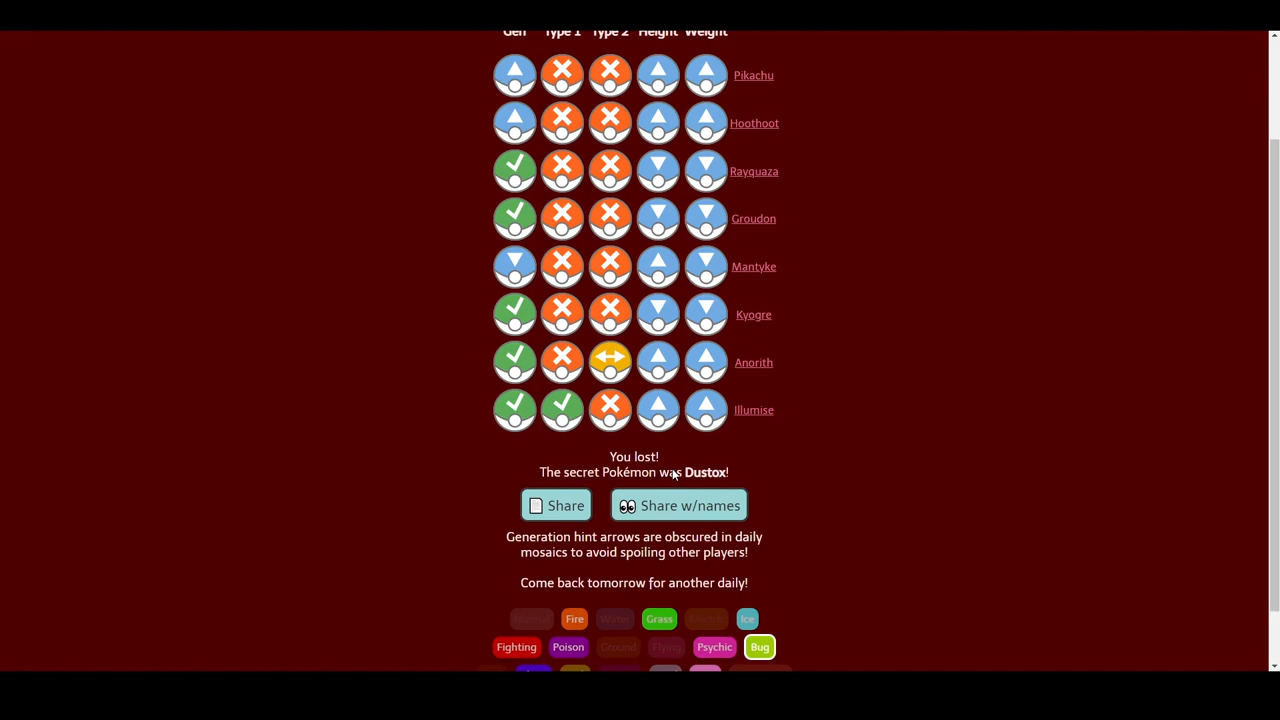 Gen Type 1 Type 2 Height Weight
Pikachu
Hoothoot
Rayquaza
Groudon
Mantyke
Kyogre
Anorith
Illumise
You lost!
The secret Pokémon was Dustox!
Share Share w/names
Generation hint arrows are obscured in daily
mosaics to avoid spoiling other players!
Come back tomorrow for another daily!
Normal Fire Water Grass Electric Ice
Fighting Poison Ground Flying Psychic Bug